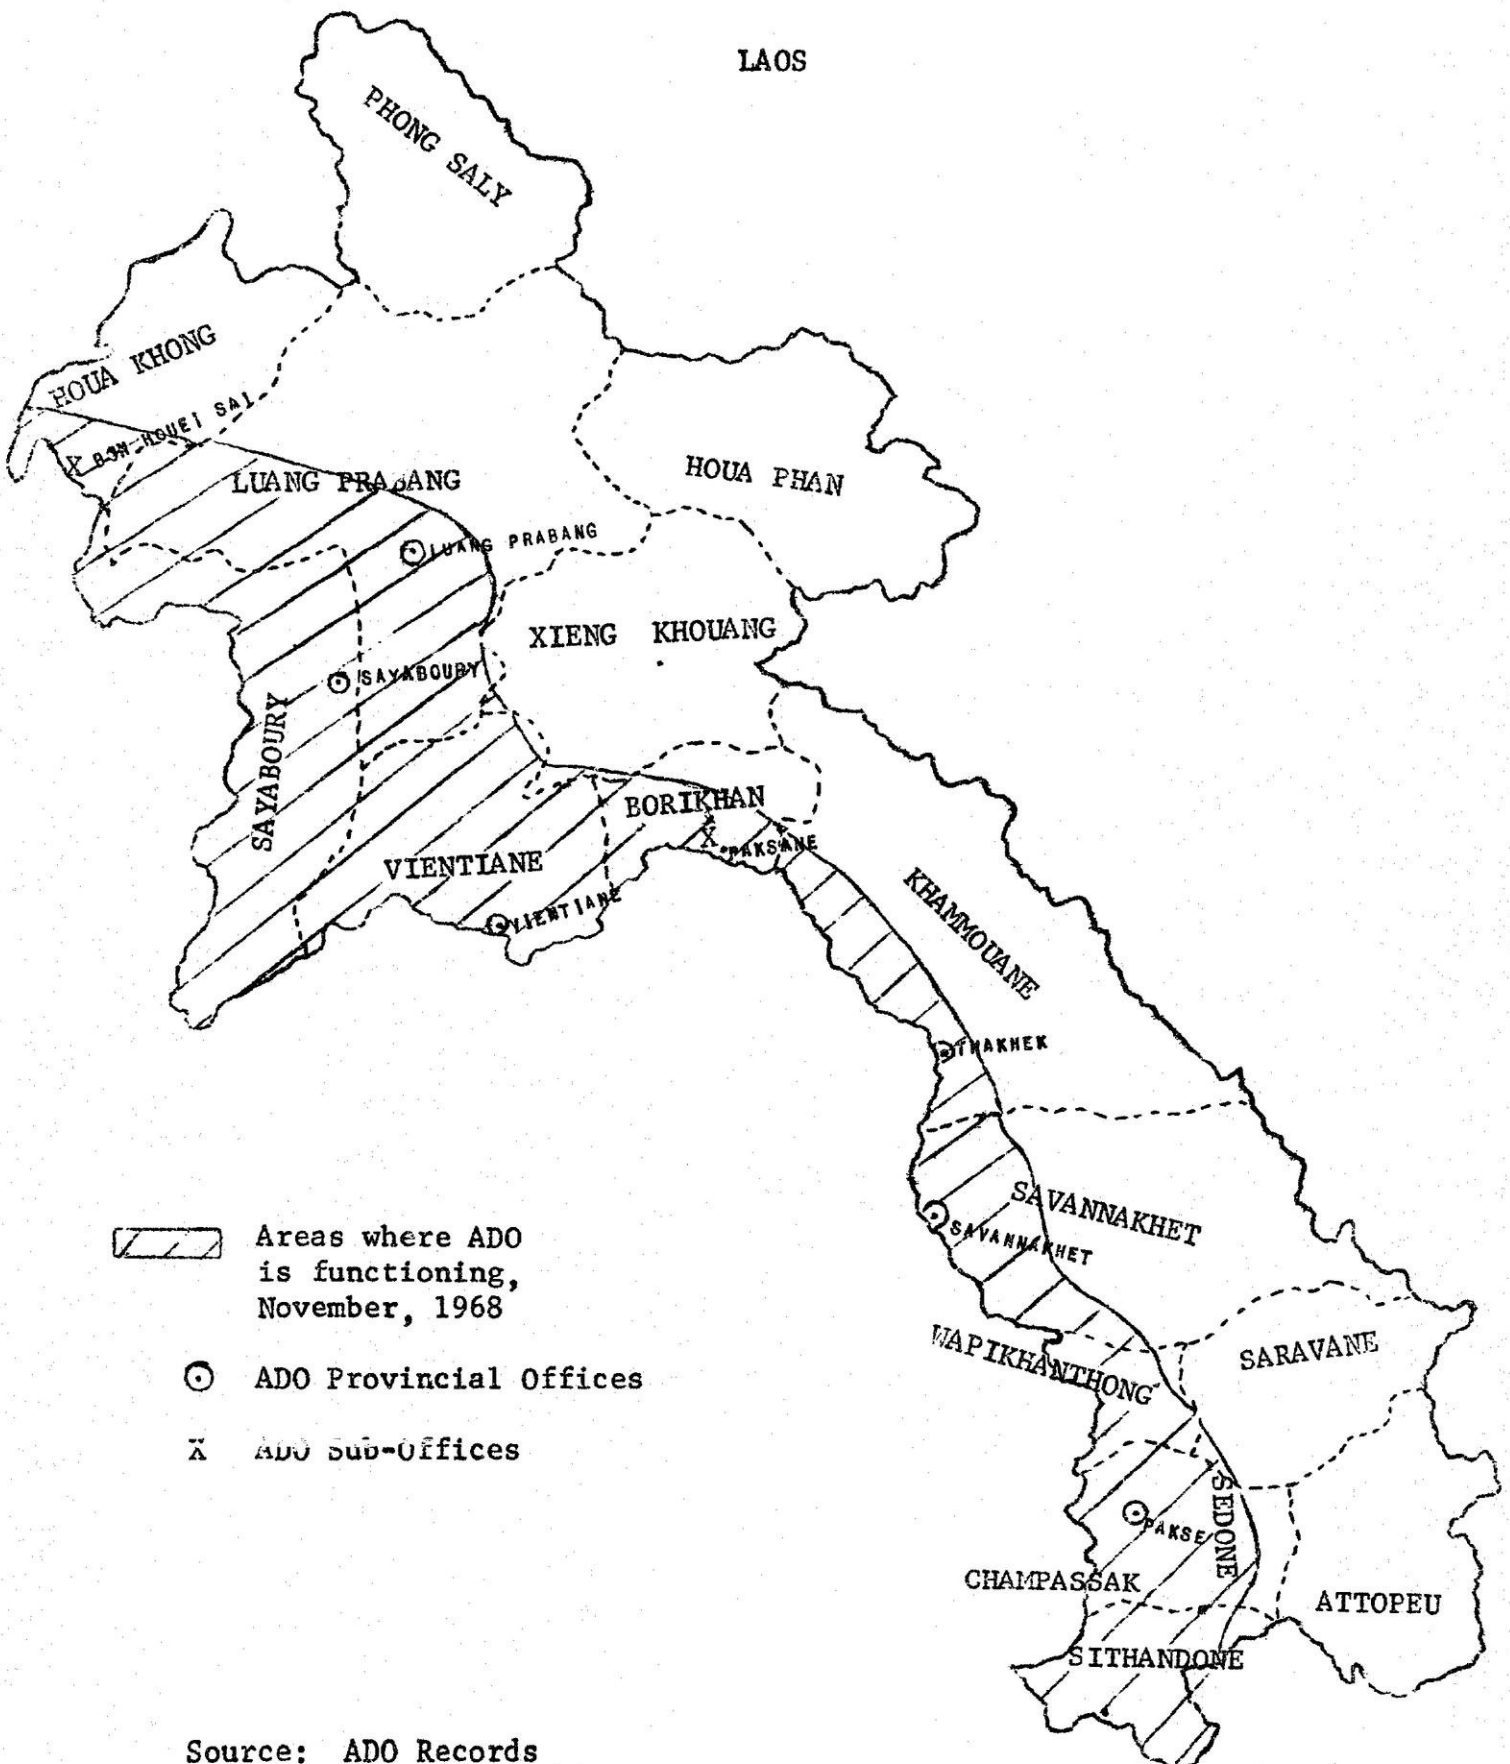 LAOS
PHONG SALY
HOUA KHONG
BON HOUEI SAI
LUANG PRABANG
HOUA PHAN
LUANG PRABANG
XIENG KHOUANG
SAYABOURY
SAYABOURY
BORIKHAN
PAKSANE
VIENTIANE
VIENTIANE
KHAMMOUANE
THAKHEK
SAVANNAKHET
SAVANNAKHET
WAPIKHANTHONG
SARAVANE
SEDONE
PAKSE
CHAMPASSAK
ATTOPEU
SITHANDONE
Areas where ADO
is functioning,
November, 1968
ADO Provincial Offices
X ADO Sub-Offices
Source: ADO Records